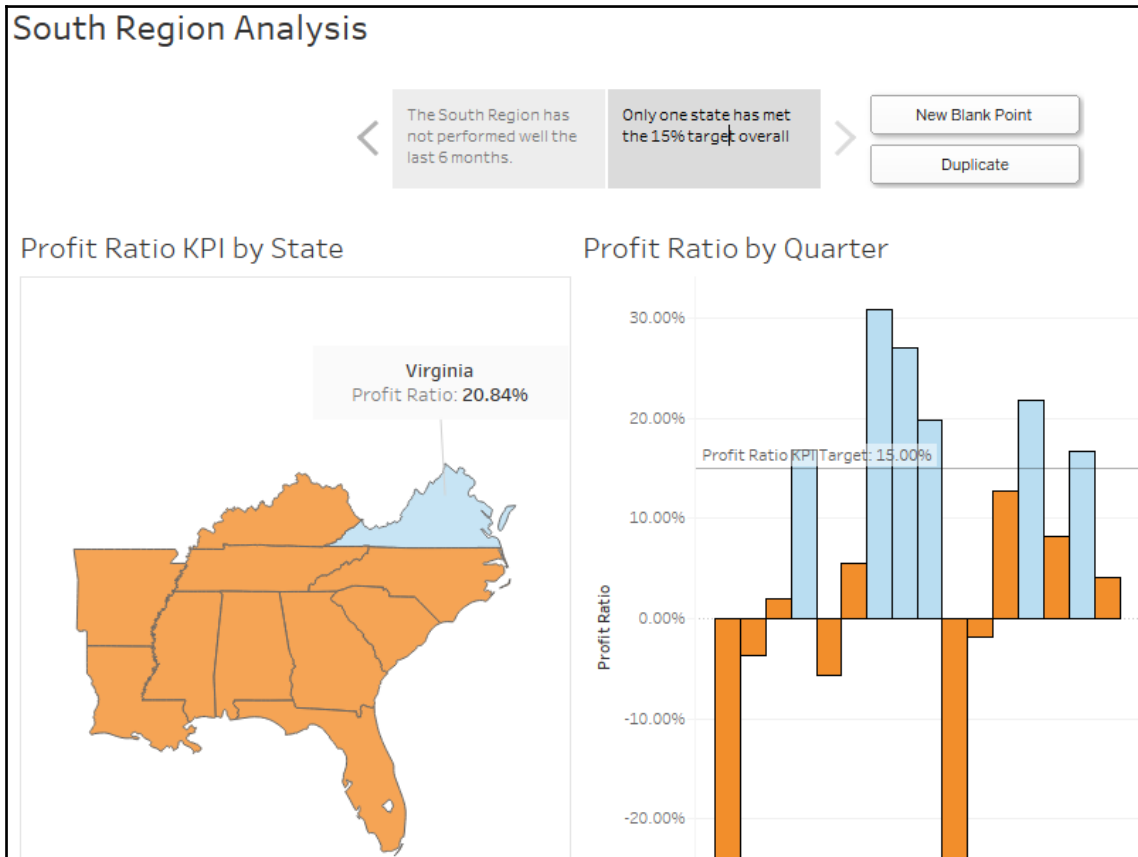 South Region Analysis
The South Region has
not performed well the
last 6 months.
Only one state has met
the 15% target overall
New Blank Point
Duplicate
Profit Ratio KPI by State
Profit Ratio by Quarter
Virginia
Profit Ratio: 20.84%
30.00%
20.00%
Profit Ratio KPI Target: 15.00%
10.00%
0.00%
-10.00%
-20.00%
Profit Ratio